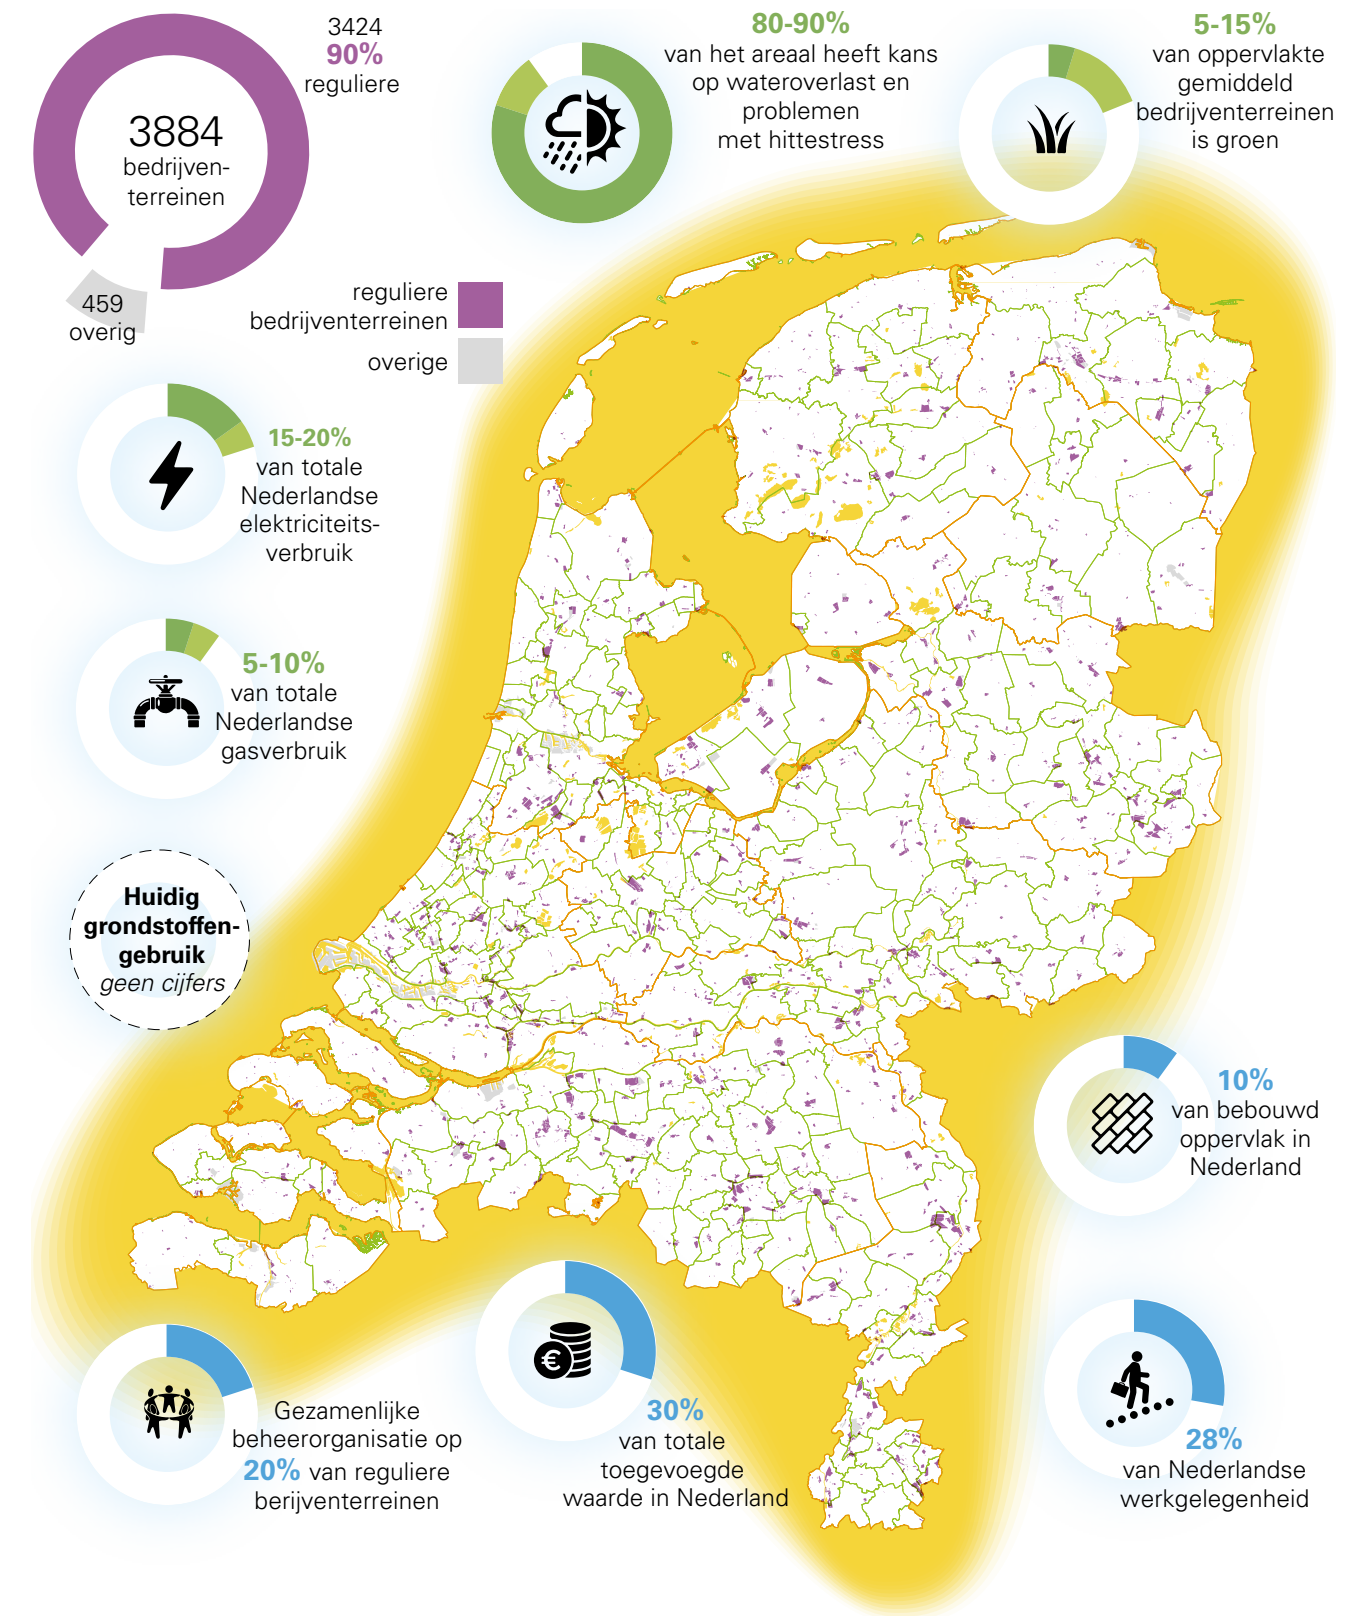 3424
90%
reguliere
3884
bedrijven-
terreinen
459
overig
reguliere
bedrijventerreinen
overige
80-90%
van het areaal heeft kans
op wateroverlast en
problemen
met hittestress
5-15%
van oppervlakte
gemiddeld
bedrijventerreinen
is groen
15-20%
van totale
Nederlandse
elektriciteits-
verbruik
5-10%
van totale
Nederlandse
gasverbruik
Huidig
grondstoffen-
gebruik
geen cijfers
10%
van bebouwd
oppervlak in
Nederland
Gezamenlijke
beheerorganisatie op
20% van reguliere
berijventerreinen
30%
van totale
toegevoegde
waarde in Nederland
28%
van Nederlandse
werkgelegenheid